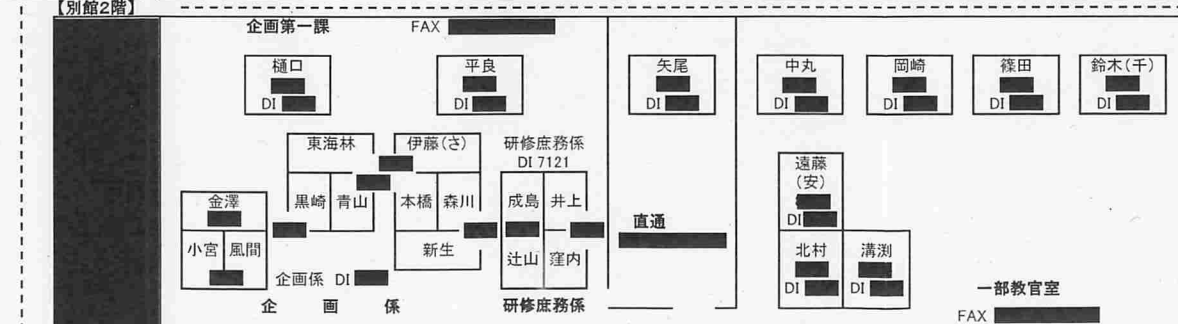 【別館2階】
企画第一課 FAX
樋口
DI
平良
DI
矢尾
DI
中丸
DI
岡崎
DI
篠田
DI
鈴木(千)
DI
東海林
伊藤(さ)
研修庶務係
DI 7121
黒崎 青山
本橋 森川
成島 井上
金澤
小宮 風間
新生
辻山 窪内
企画係 DI
企画係
研修庶務係
直通
遠藤
(安)
DI
北村
DI
溝渕
DI
一部教官室
FAX